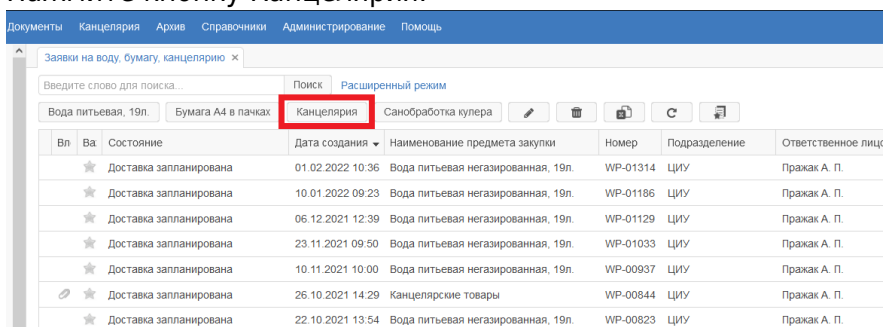 Нажмите кнопку Канцелярия.
Документы Канцелярия Архив Справочники Администрирование Помощь
Заявки на воду, бумагу, канцелярию ×
Введите слово для поиска... Поиск Расширенный режим
Вода питьевая, 19л. Бумага А4 в пачках Канцелярия Санобработка кулера
Вл Ва: Состояние Дата создания Наименование предмета закупки Номер Подразделение Ответственное лицо
Доставка запланирована 01.02.2022 10:36 Вода питьевая негазированная, 19л. WP-01314 ЦИУ Пражак А. П.
Доставка запланирована 10.01.2022 09:23 Вода питьевая негазированная, 19л. WP-01186 ЦИУ Пражак А. П.
Доставка запланирована 06.12.2021 12:39 Вода питьевая негазированная, 19л. WP-01129 ЦИУ Пражак А. П.
Доставка запланирована 23.11.2021 09:50 Вода питьевая негазированная, 19л. WP-01033 ЦИУ Пражак А. П.
Доставка запланирована 10.11.2021 10:00 Вода питьевая негазированная, 19л. WP-00937 ЦИУ Пражак А. П.
Доставка запланирована 26.10.2021 14:29 Канцелярские товары WP-00844 ЦИУ Пражак А. П.
Доставка запланирована 22.10.2021 13:54 Вода питьевая негазированная, 19л. WP-00823 ЦИУ Пражак А. П.